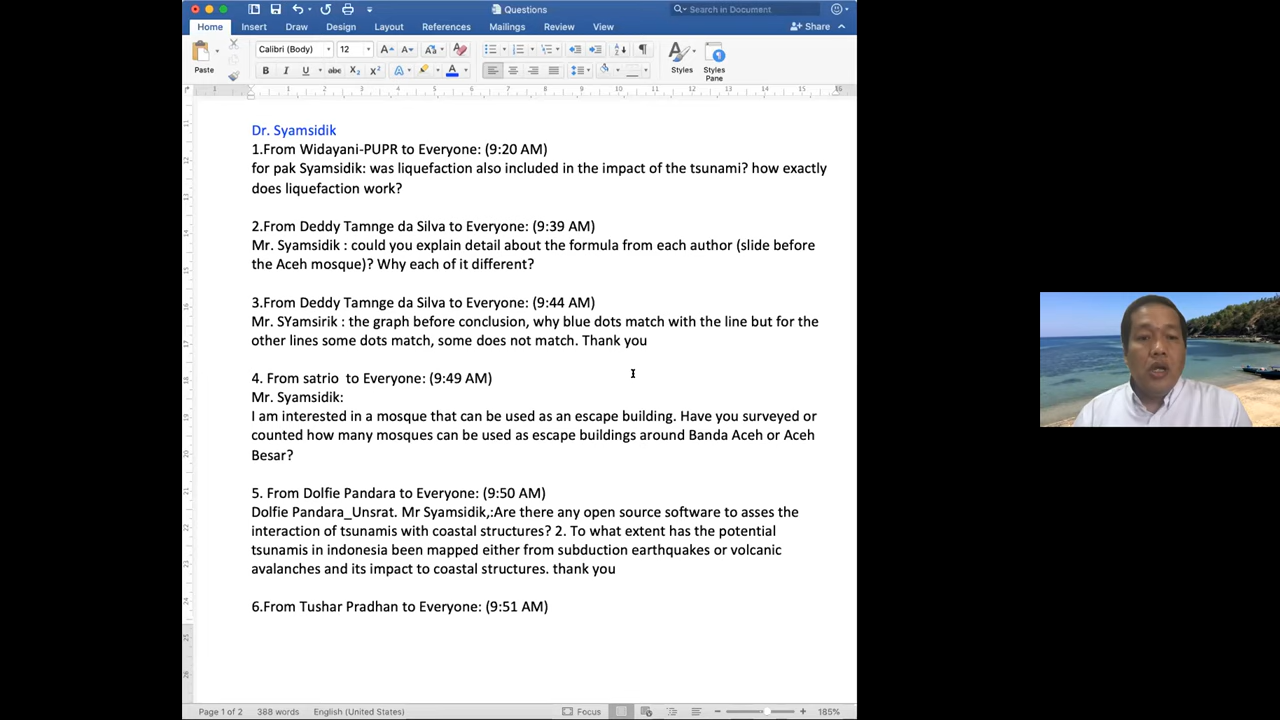 Questions
Search in Document
Home Insert Draw Design Layout References Mailings Review View Share
Paste Calibri (Body) 12 Styles Styles Pane
Dr. Syamsidik
1.From Widayani-PUPR to Everyone: (9:20 AM)
for pak Syamsidik: was liquefaction also included in the impact of the tsunami? how exactly
does liquefaction work?
2.From Deddy Tamnge da Silva to Everyone: (9:39 AM)
Mr. Syamsidik : could you explain detail about the formula from each author (slide before
the Aceh mosque)? Why each of it different?
3.From Deddy Tamnge da Silva to Everyone: (9:44 AM)
Mr. SYamsirik : the graph before conclusion, why blue dots match with the line but for the
other lines some dots match, some does not match. Thank you
4. From satrio  to Everyone: (9:49 AM)
Mr. Syamsidik:
I am interested in a mosque that can be used as an escape building. Have you surveyed or
counted how many mosques can be used as escape buildings around Banda Aceh or Aceh
Besar?
5. From Dolfie Pandara to Everyone: (9:50 AM)
Dolfie Pandara_Unsrat. Mr Syamsidik,:Are there any open source software to asses the
interaction of tsunamis with coastal structures? 2. To what extent has the potential
tsunamis in indonesia been mapped either from subduction earthquakes or volcanic
avalanches and its impact to coastal structures. thank you
6.From Tushar Pradhan to Everyone: (9:51 AM)
Page 1 of 2 388 words English (United States) Focus 185%